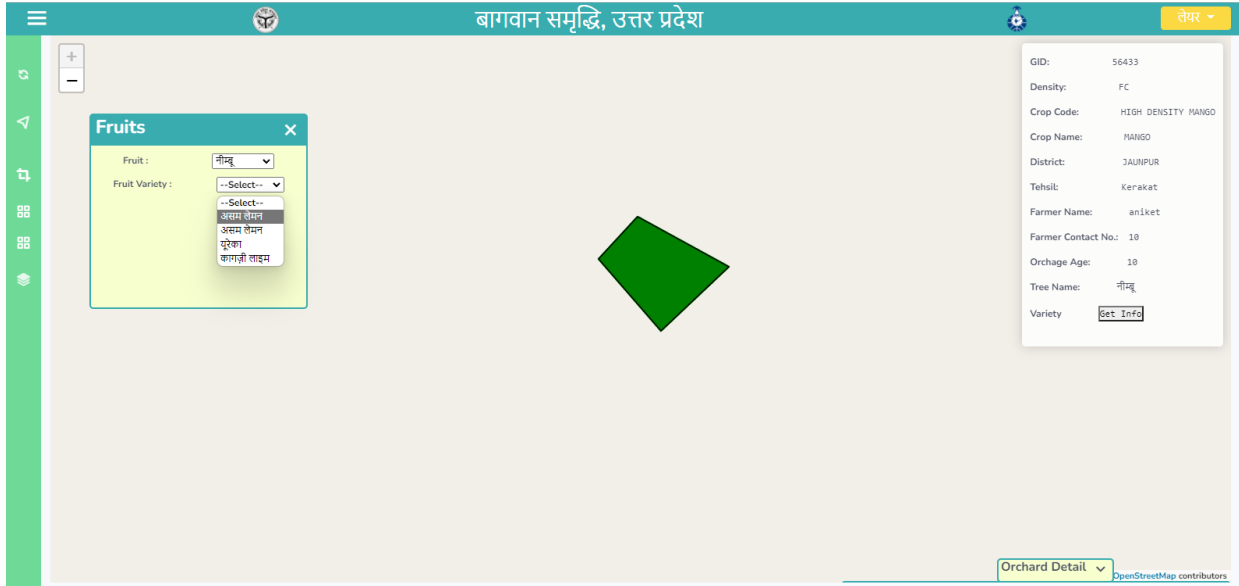 बागवान समृद्धि, उत्तर प्रदेश
लेयर
+
−
Fruits ×
Fruit : नीम्बू
Fruit Variety : --Select--
--Select--
असम लेमन
असम लेमन
यूरेका
कागज़ी लाइम
GID: 56433
Density: FC
Crop Code: HIGH DENSITY MANGO
Crop Name: MANGO
District: JAUNPUR
Tehsil: Kerakat
Farmer Name: aniket
Farmer Contact No.: 10
Orchage Age: 10
Tree Name: नीम्बू
Variety Get Info
Orchard Detail
OpenStreetMap contributors